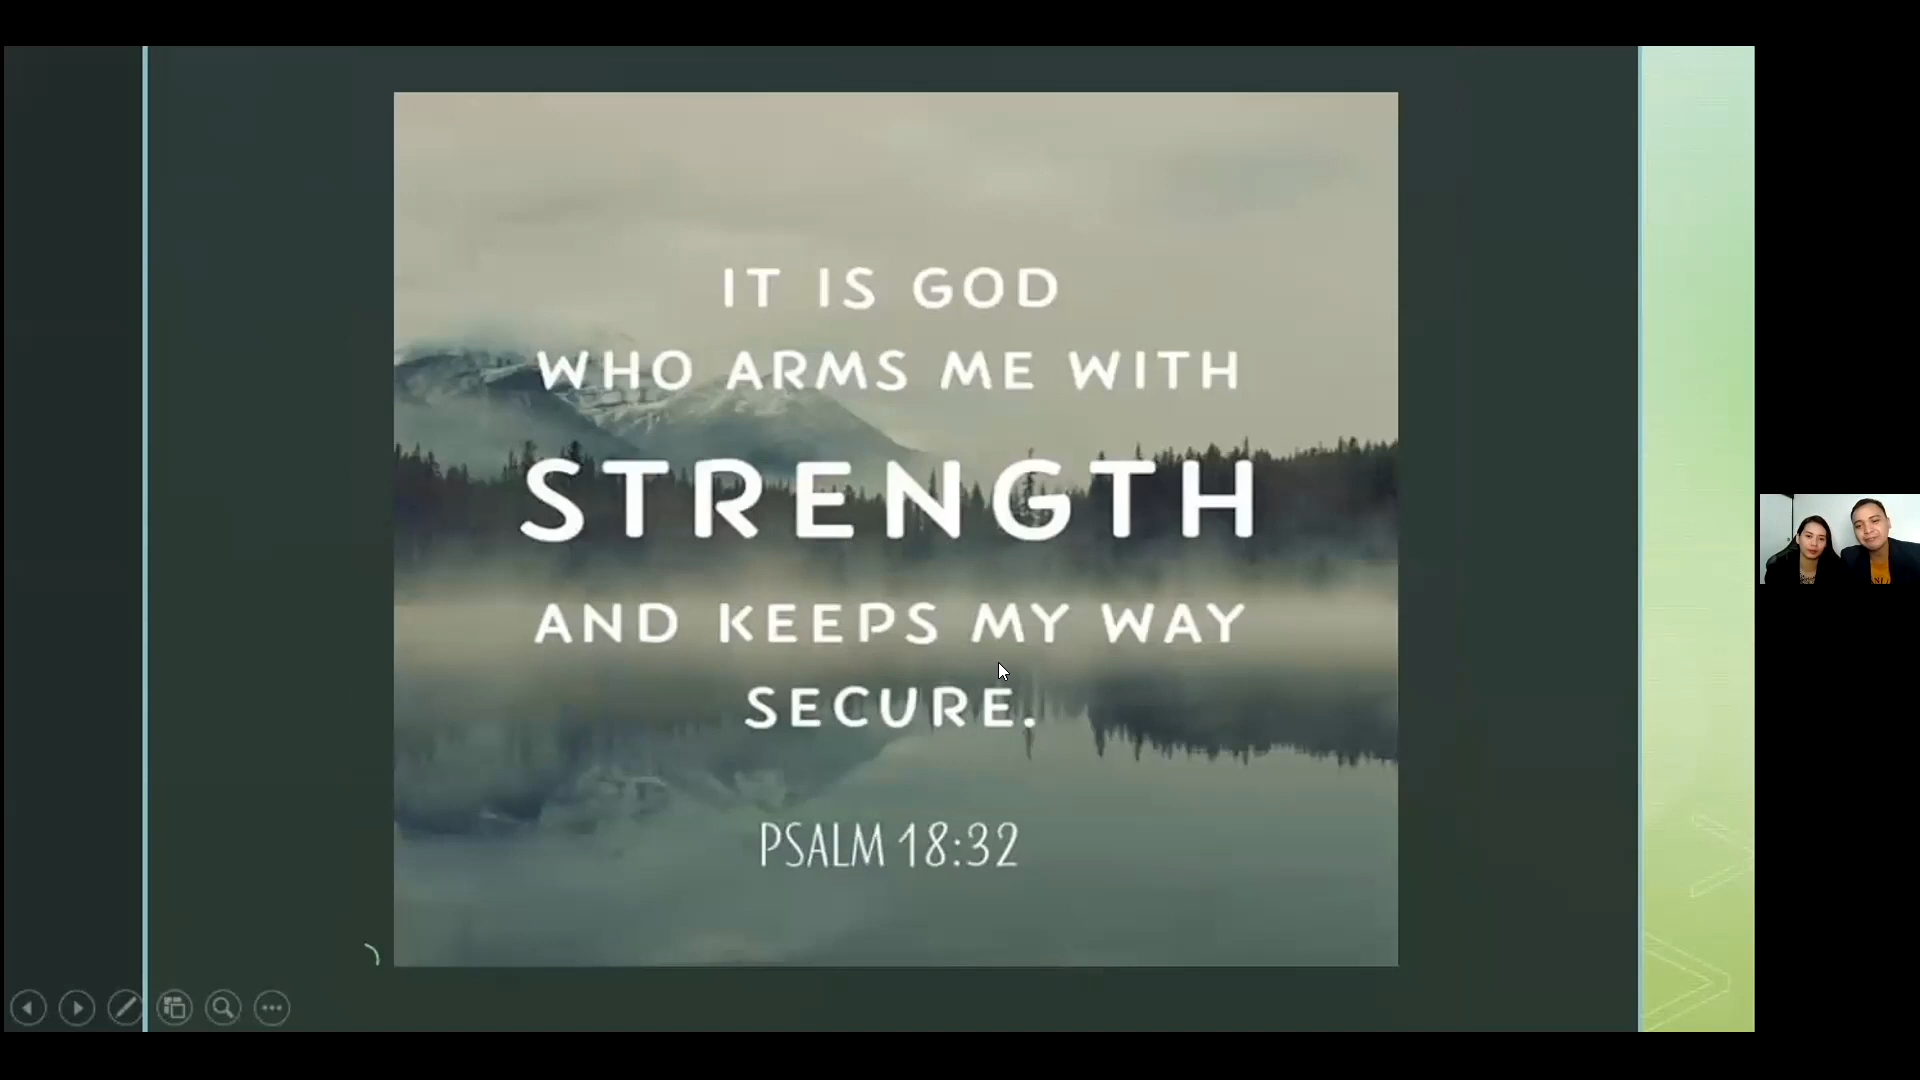 IT IS GOD
WHO ARMS ME WITH
STRENGTH
AND KEEPS MY WAY
SECURE.
PSALM 18:32